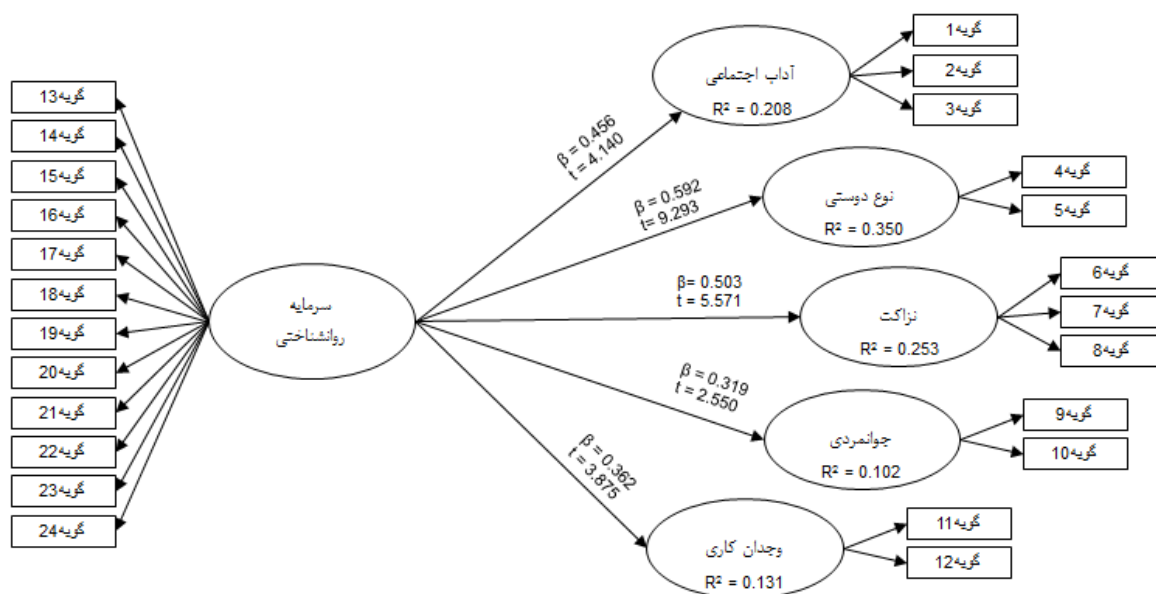 گویه1
گویه2
گویه3
آداب اجتماعی
R² = 0.208
β = 0.456
t = 4.140
گویه4
گویه5
نوع دوستی
R² = 0.350
β = 0.592
t= 9.293
گویه6
گویه7
گویه8
نزاکت
R² = 0.253
β= 0.503
t = 5.571
گویه9
گویه10
جوانمردی
R² = 0.102
β = 0.319
t = 2.550
گویه11
گویه12
وجدان کاری
R² = 0.131
β = 0.362
t = 3.875
سرمایه
روانشناختی
گویه13
گویه14
گویه15
گویه16
گویه17
گویه18
گویه19
گویه20
گویه21
گویه22
گویه23
گویه24